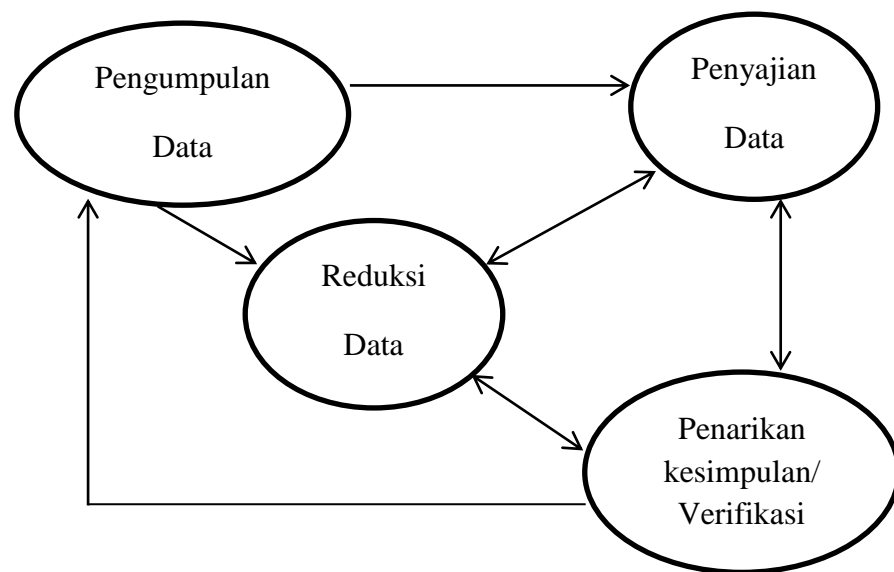 Pengumpulan
Data
Penyajian
Data
Reduksi
Data
Penarikan
kesimpulan/
Verifikasi